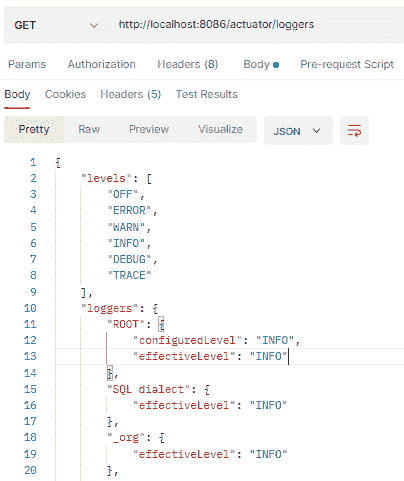 GET http://localhost:8086/actuator/loggers
Params Authorization Headers (8) Body Pre-request Script
Body Cookies Headers (5) Test Results
Pretty Raw Preview Visualize JSON
1 {
2 "levels": [
3 "OFF",
4 "ERROR",
5 "WARN",
6 "INFO",
7 "DEBUG",
8 "TRACE"
9 ],
10 "loggers": {
11 "ROOT": {
12 "configuredLevel": "INFO",
13 "effectiveLevel": "INFO"
14 },
15 "SQL dialect": {
16 "effectiveLevel": "INFO"
17 },
18 "_org": {
19 "effectiveLevel": "INFO"
20 },